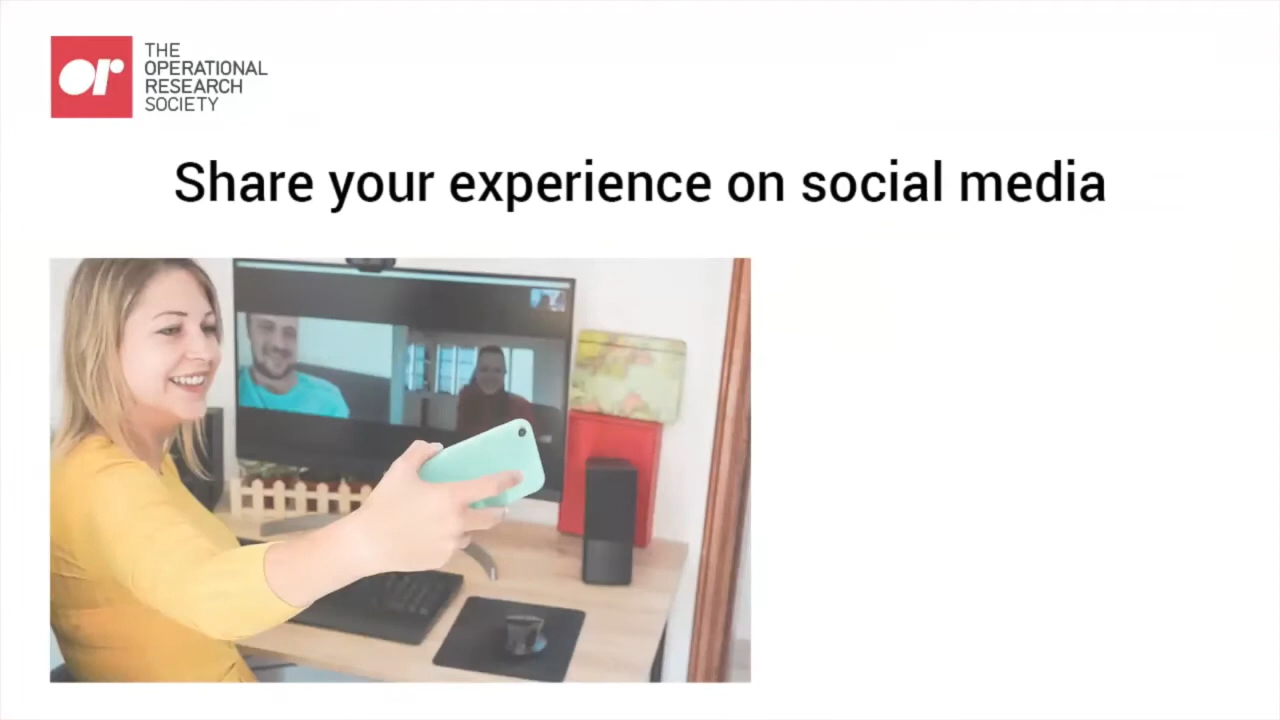 or
THE
OPERATIONAL
RESEARCH
SOCIETY
Share your experience on social media